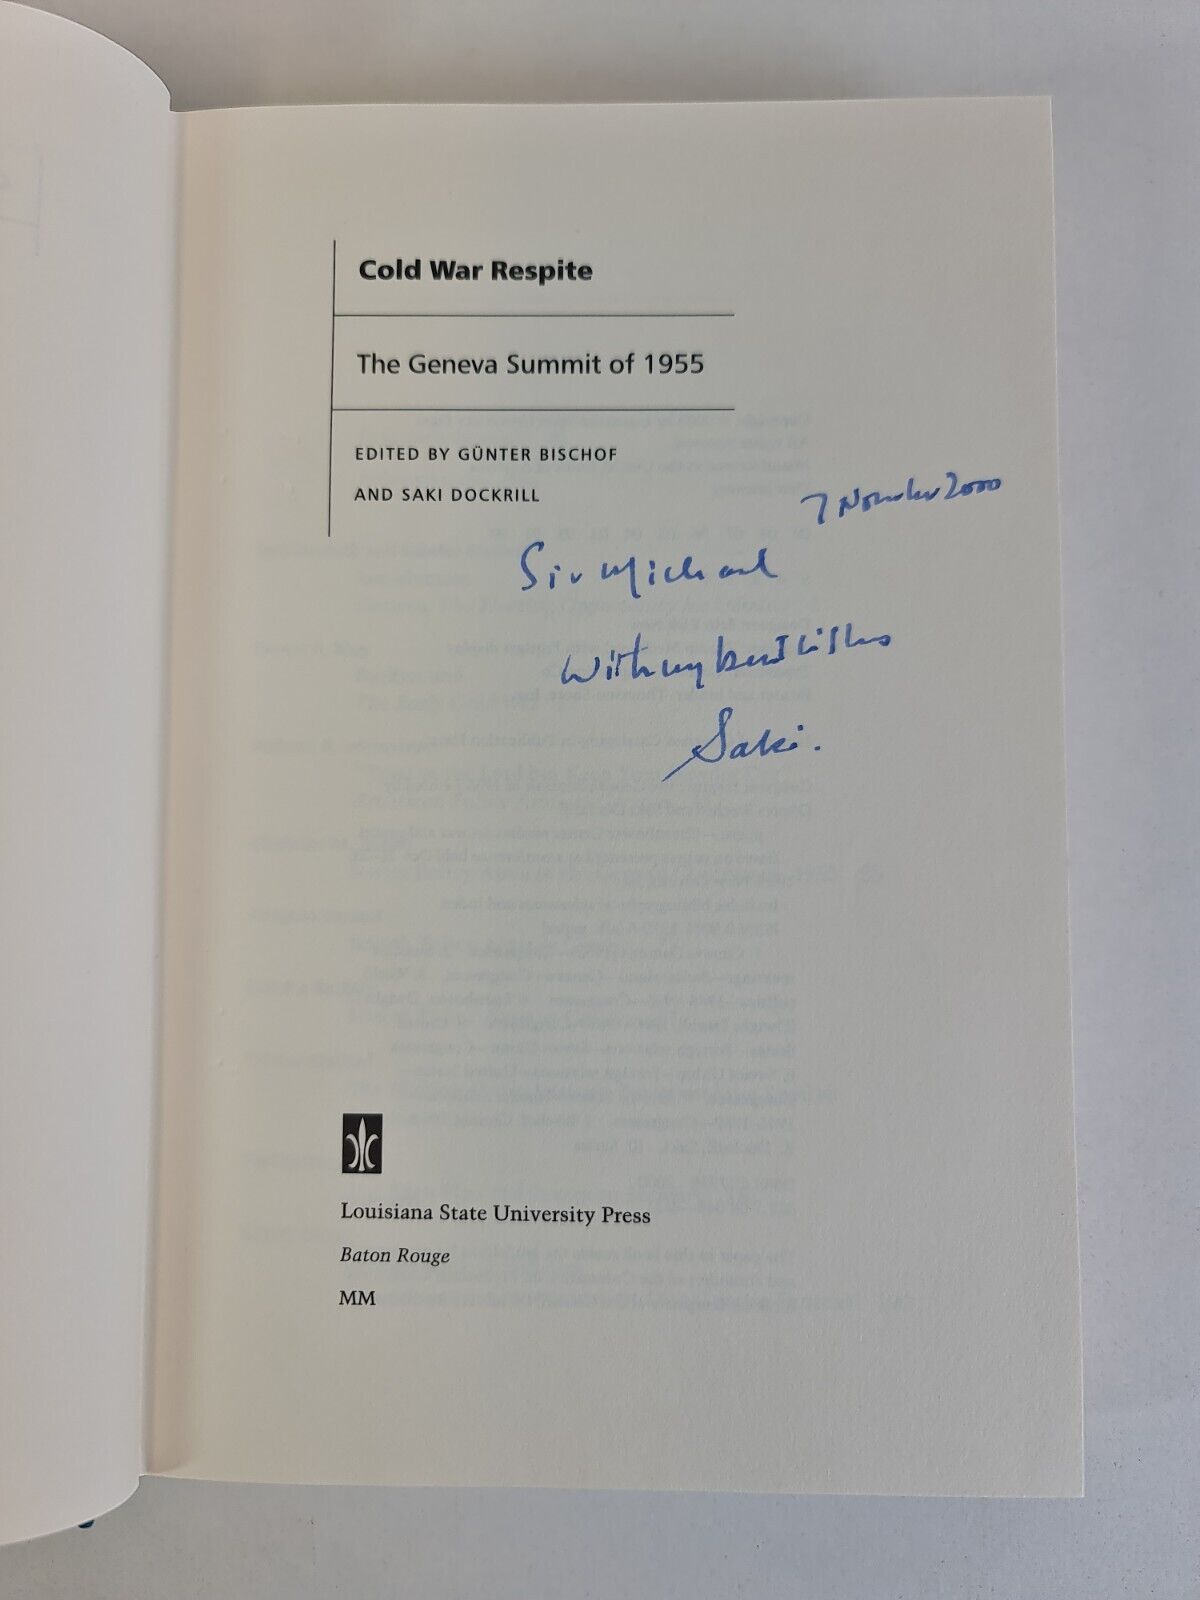 Cold War Respite
The Geneva Summit of 1955
EDITED BY GÜNTER BISCHOF
AND SAKI DOCKRILL
7 November 2000
Sir Michael
With my best wishes
Saki.
Louisiana State University Press
Baton Rouge
MM